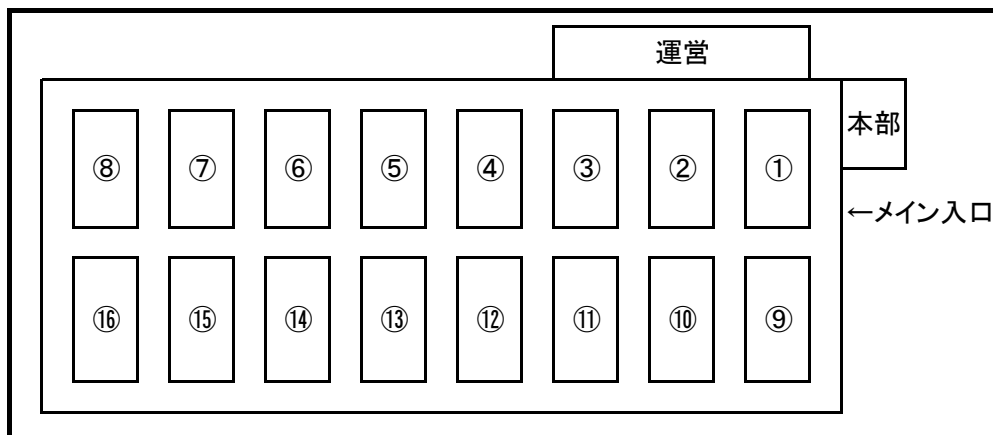 運営
本部
⑧ ⑦ ⑥ ⑤ ④ ③ ② ①
←メイン入口
⑯ ⑮ ⑭ ⑬ ⑫ ⑪ ⑩ ⑨